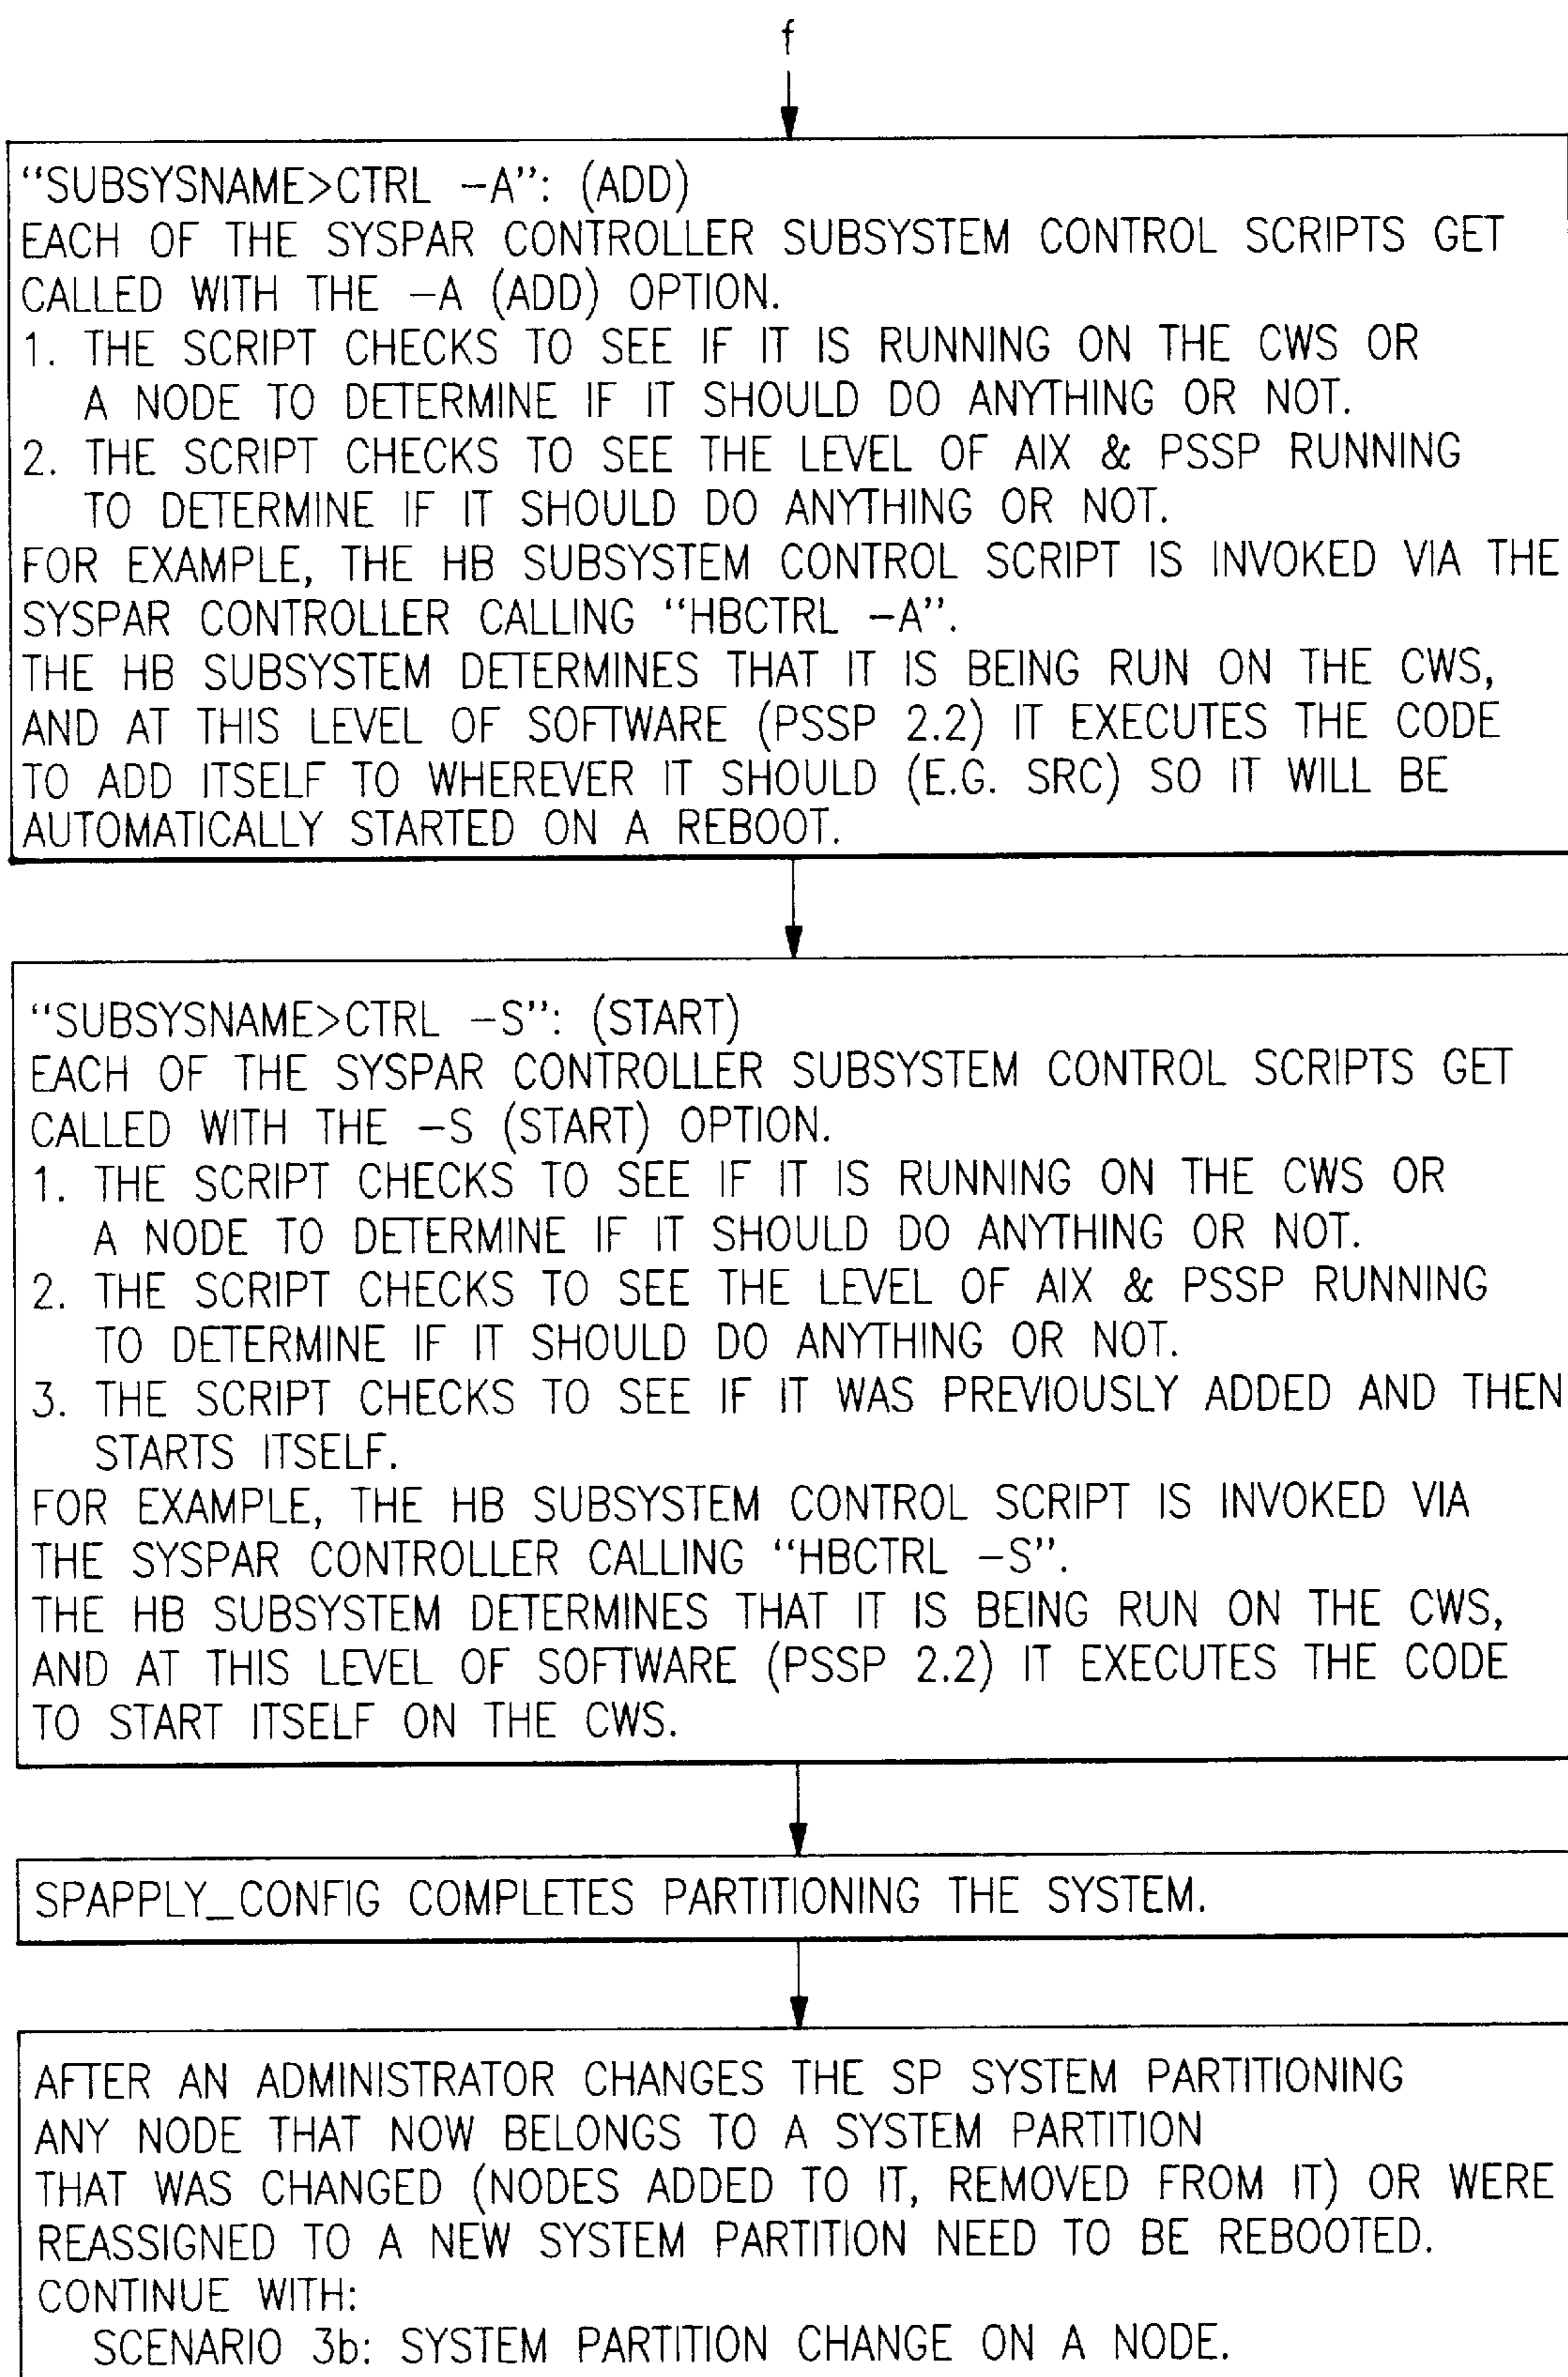 f
“SUBSYSNAME>CTRL –A”: (ADD)
EACH OF THE SYSPAR CONTROLLER SUBSYSTEM CONTROL SCRIPTS GET
CALLED WITH THE –A (ADD) OPTION.
1. THE SCRIPT CHECKS TO SEE IF IT IS RUNNING ON THE CWS OR
A NODE TO DETERMINE IF IT SHOULD DO ANYTHING OR NOT.
2. THE SCRIPT CHECKS TO SEE THE LEVEL OF AIX & PSSP RUNNING
TO DETERMINE IF IT SHOULD DO ANYTHING OR NOT.
FOR EXAMPLE, THE HB SUBSYSTEM CONTROL SCRIPT IS INVOKED VIA THE
SYSPAR CONTROLLER CALLING “HBCTRL –A”.
THE HB SUBSYSTEM DETERMINES THAT IT IS BEING RUN ON THE CWS,
AND AT THIS LEVEL OF SOFTWARE (PSSP 2.2) IT EXECUTES THE CODE
TO ADD ITSELF TO WHEREVER IT SHOULD (E.G. SRC) SO IT WILL BE
AUTOMATICALLY STARTED ON A REBOOT.
“SUBSYSNAME>CTRL –S”: (START)
EACH OF THE SYSPAR CONTROLLER SUBSYSTEM CONTROL SCRIPTS GET
CALLED WITH THE –S (START) OPTION.
1. THE SCRIPT CHECKS TO SEE IF IT IS RUNNING ON THE CWS OR
A NODE TO DETERMINE IF IT SHOULD DO ANYTHING OR NOT.
2. THE SCRIPT CHECKS TO SEE THE LEVEL OF AIX & PSSP RUNNING
TO DETERMINE IF IT SHOULD DO ANYTHING OR NOT.
3. THE SCRIPT CHECKS TO SEE IF IT WAS PREVIOUSLY ADDED AND THEN
STARTS ITSELF.
FOR EXAMPLE, THE HB SUBSYSTEM CONTROL SCRIPT IS INVOKED VIA
THE SYSPAR CONTROLLER CALLING “HBCTRL –S”.
THE HB SUBSYSTEM DETERMINES THAT IT IS BEING RUN ON THE CWS,
AND AT THIS LEVEL OF SOFTWARE (PSSP 2.2) IT EXECUTES THE CODE
TO START ITSELF ON THE CWS.
SPAPPLY_CONFIG COMPLETES PARTITIONING THE SYSTEM.
AFTER AN ADMINISTRATOR CHANGES THE SP SYSTEM PARTITIONING
ANY NODE THAT NOW BELONGS TO A SYSTEM PARTITION
THAT WAS CHANGED (NODES ADDED TO IT, REMOVED FROM IT) OR WERE
REASSIGNED TO A NEW SYSTEM PARTITION NEED TO BE REBOOTED.
CONTINUE WITH:
SCENARIO 3b: SYSTEM PARTITION CHANGE ON A NODE.